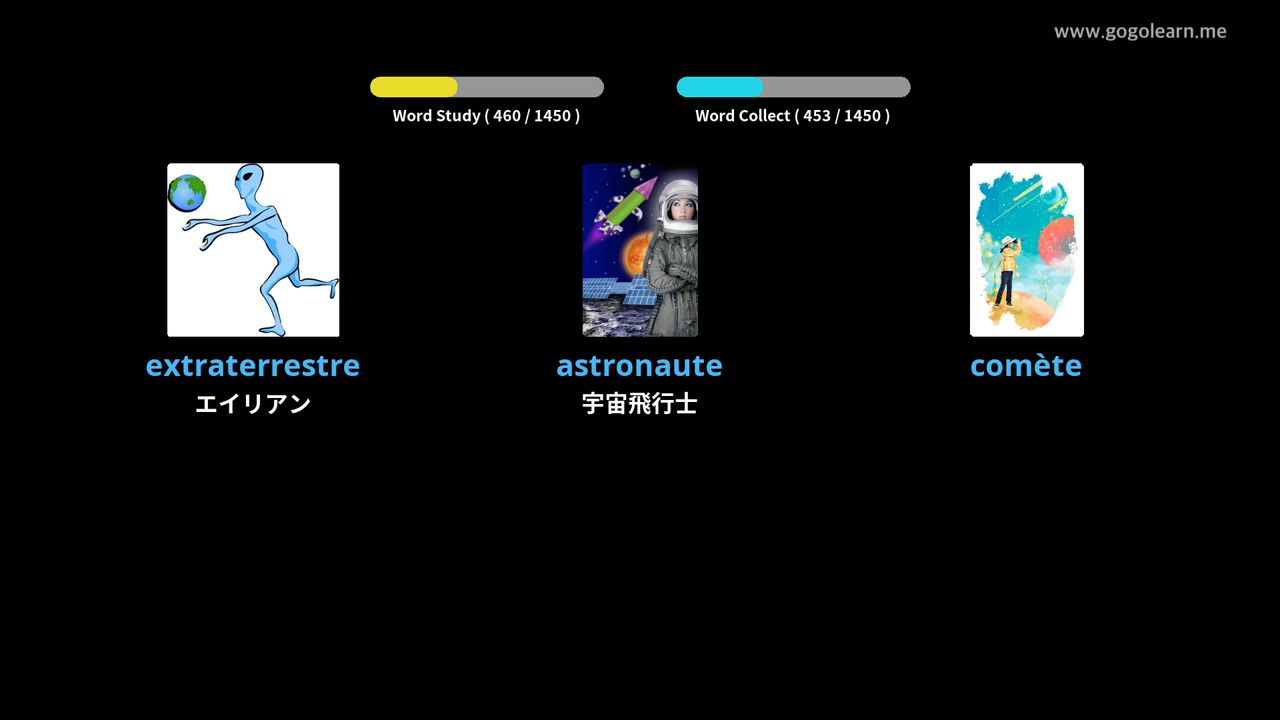 www.gogolearn.me
Word Study ( 460 / 1450 )
Word Collect ( 453 / 1450 )
extraterrestre
エイリアン
astronaute
宇宙飛行士
comète